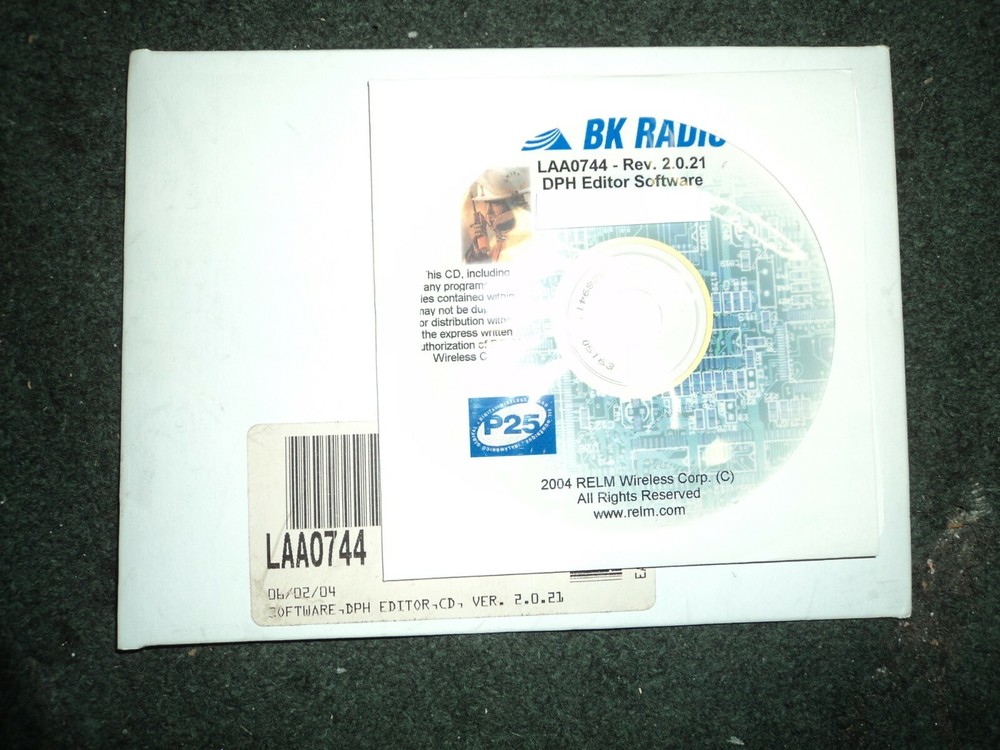 BK RADIO
LAA0744 - Rev. 2.0.21
DPH Editor Software
his CD, including
any program
ies contained within
may not be du
or distribution with
the express written
uthorization of
Wireless C
05163
P25
2004 RELM Wireless Corp. (C)
All Rights Reserved
www.relm.com
LAA0744
06/02/04
SOFTWARE,DPH EDITOR,CD, VER. 2.0.21